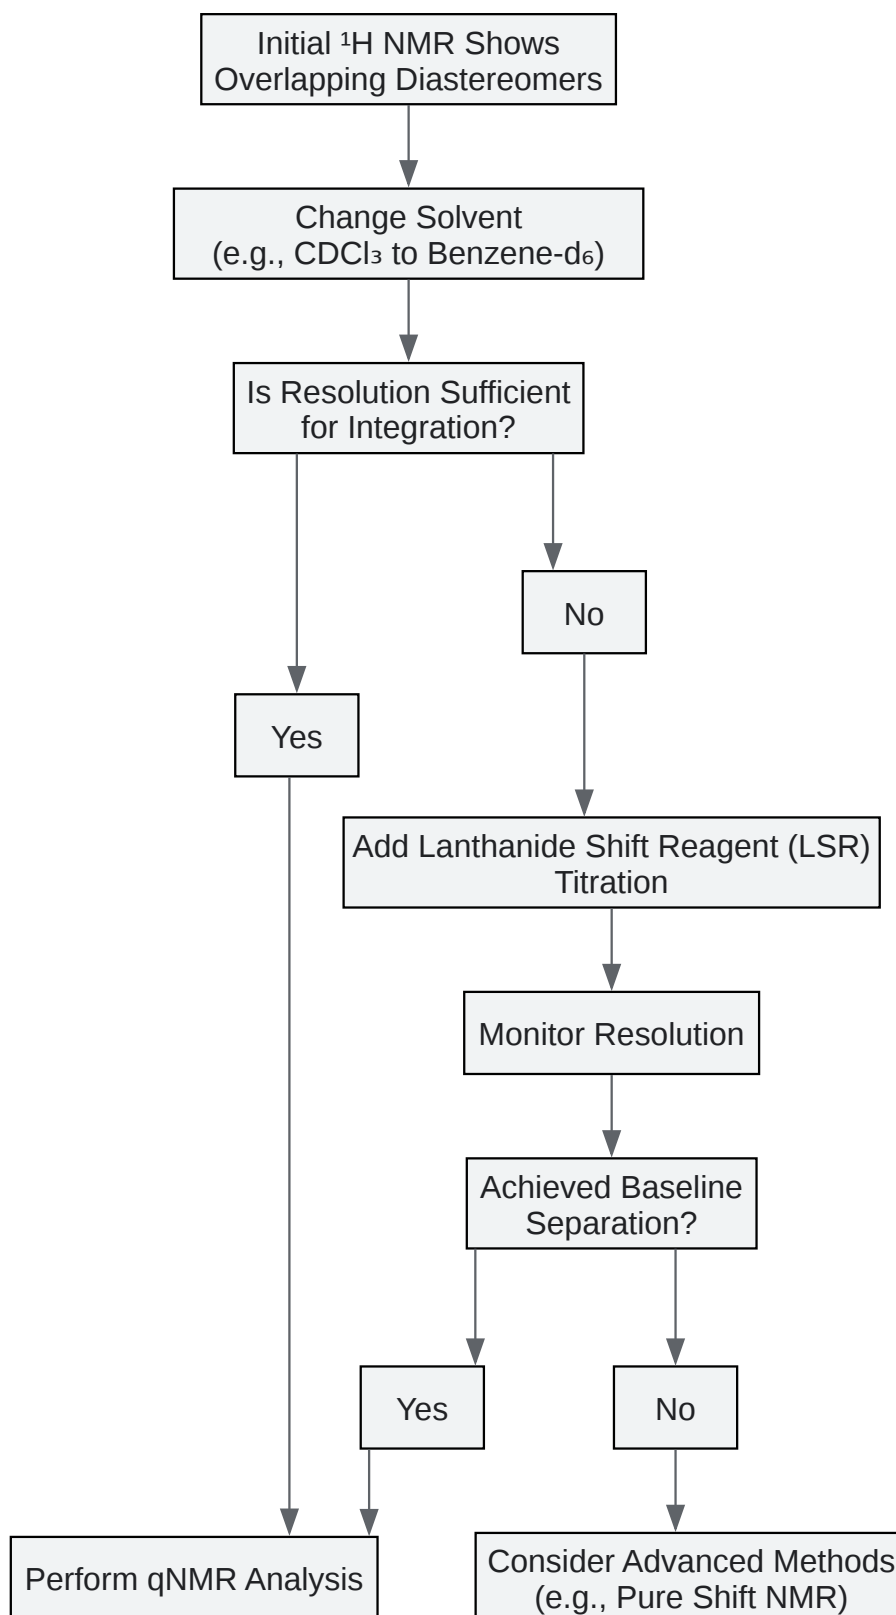 Initial ¹H NMR Shows
Overlapping Diastereomers
Change Solvent
(e.g., CDCl₃ to Benzene-d₆)
Is Resolution Sufficient
for Integration?
No
Yes
Add Lanthanide Shift Reagent (LSR)
Titration
Monitor Resolution
Achieved Baseline
Separation?
Yes
No
Perform qNMR Analysis
Consider Advanced Methods
(e.g., Pure Shift NMR)